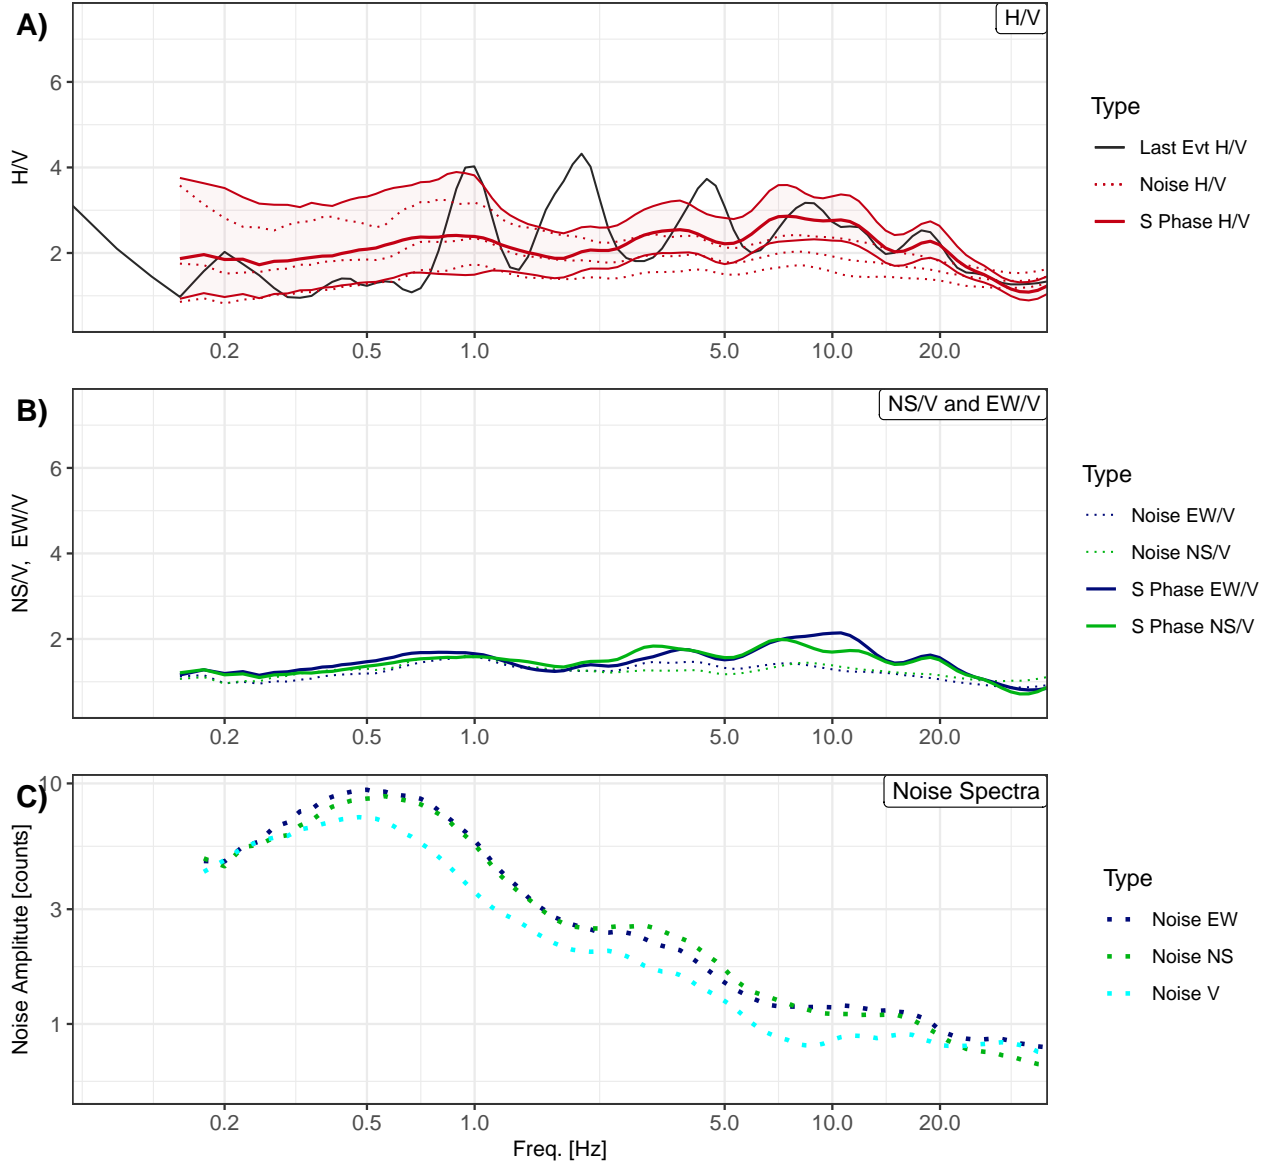 A)
H/V
6
4
2
H/V
0.2 0.5 1.0 5.0 10.0 20.0
Type
Last Evt H/V
Noise H/V
S Phase H/V
B)
NS/V and EW/V
6
4
2
NS/V, EW/V
0.2 0.5 1.0 5.0 10.0 20.0
Type
Noise EW/V
Noise NS/V
S Phase EW/V
S Phase NS/V
C)
Noise Spectra
10
3
1
Noise Amplitute [counts]
0.2 0.5 1.0 5.0 10.0 20.0
Freq. [Hz]
Type
Noise EW
Noise NS
Noise V